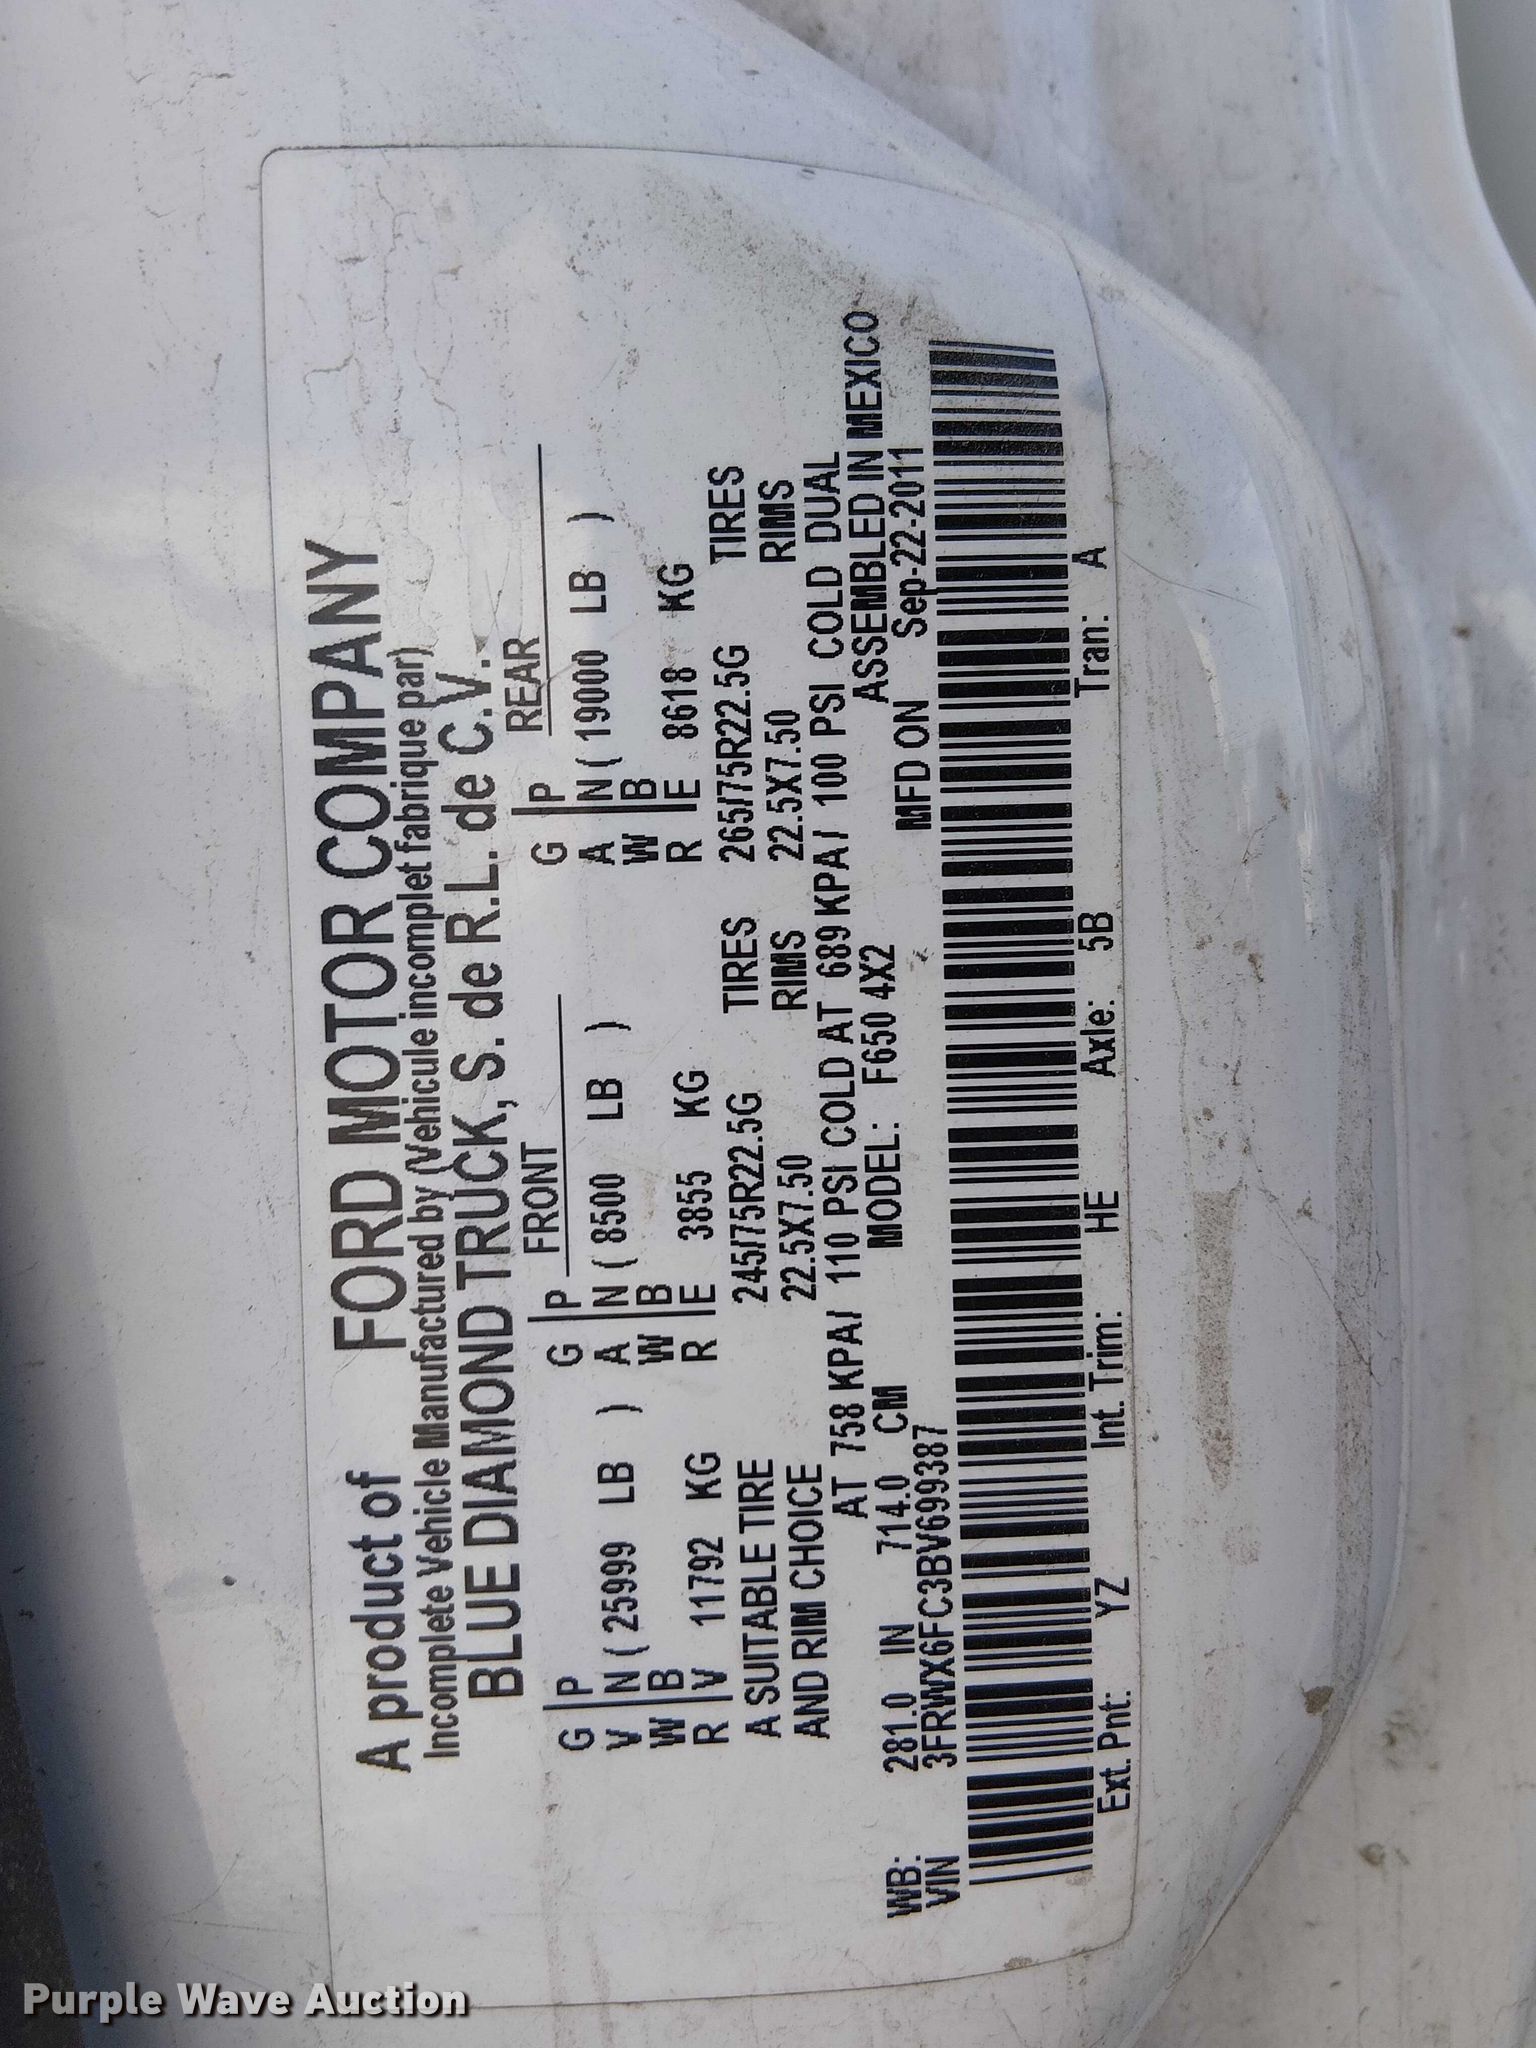 A product of FORD MOTOR COMPANY
Incomplete Vehicle Manufactured by (Vehicule incomplet fabrique par)
BLUE DIAMOND TRUCK, S. de R.L. de C.V.
FRONT REAR
G P G P G P
V N ( 25999 LB ) A N ( 8500 LB ) A N ( 19000 LB )
W B W B W B
R V 11792 KG R E 3855 KG R E 8618 KG
A SUITABLE TIRE 245/75R22.5G TIRES 265/75R22.5G TIRES
AND RIM CHOICE 22.5X7.50 RIMS 22.5X7.50 RIMS
AT 758 KPA/ 110 PSI COLD AT 689 KPA/ 100 PSI COLD DUAL
MODEL: F650 4X2 ASSEMBLED IN MEXICO
WB: 281.0 IN 714.0 CM MFD ON Sep-22-2011
VIN 3FRWX6FC3BV699387
Ext. Pnt: YZ Int. Trim: HE Axle: 5B Tran: A
Purple Wave Auction